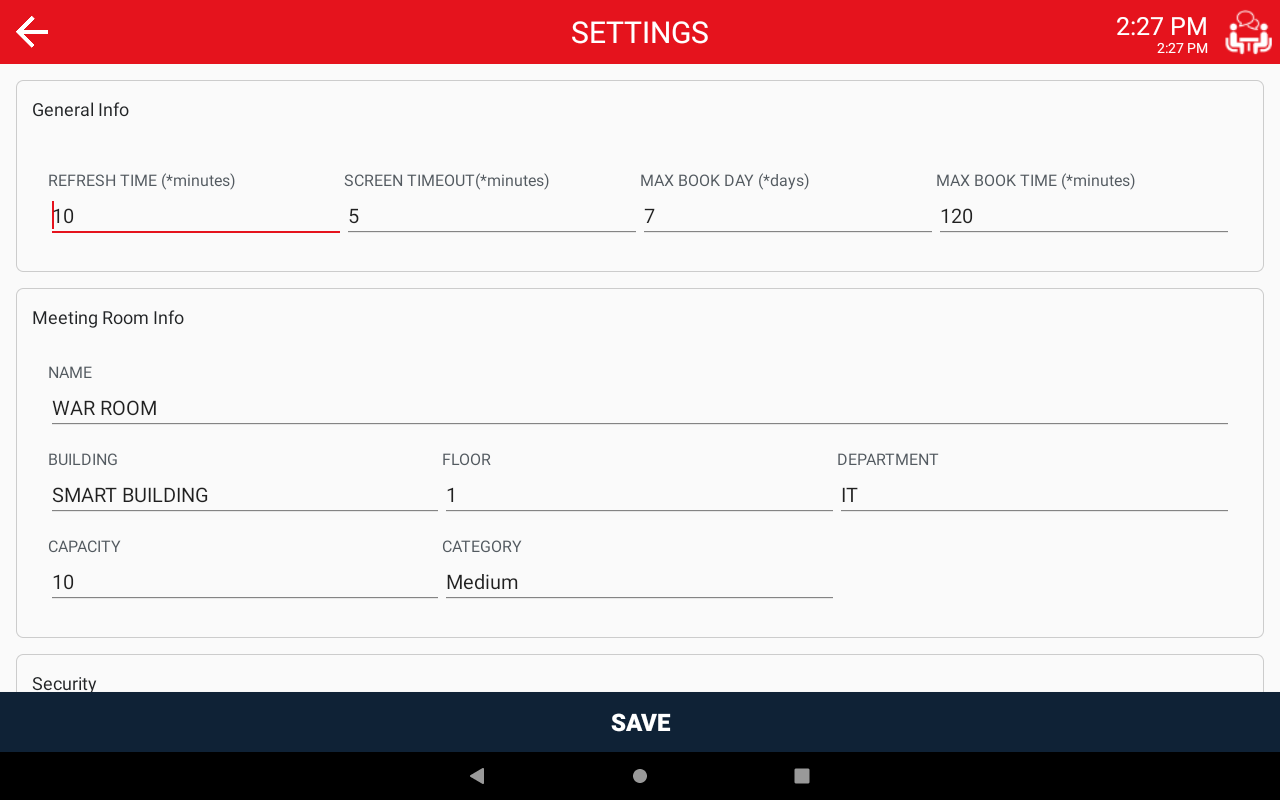 SETTINGS
2:27 PM
2:27 PM
General Info
REFRESH TIME (*minutes) SCREEN TIMEOUT(*minutes) MAX BOOK DAY (*days) MAX BOOK TIME (*minutes)
10 5 7 120
Meeting Room Info
NAME
WAR ROOM
BUILDING FLOOR DEPARTMENT
SMART BUILDING 1 IT
CAPACITY CATEGORY
10 Medium
Security
SAVE